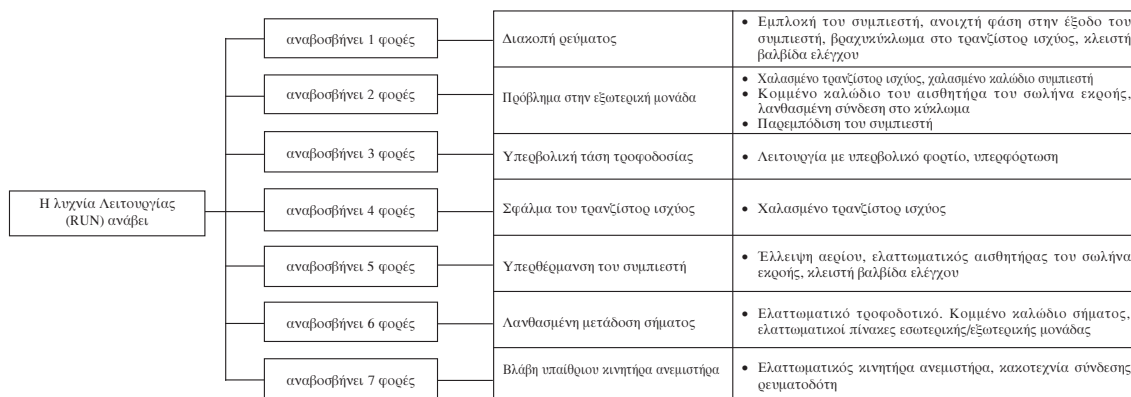 Η λυχνία Λειτουργίας
(RUN) ανάβει
αναβοσβήνει 1 φορές
Διακοπή ρεύματος
• Εμπλοκή του συμπιεστή, ανοιχτή φάση στην έξοδο του
συμπιεστή, βραχυκύκλωμα στο τρανζίστορ ισχύος, κλειστή
βαλβίδα ελέγχου
αναβοσβήνει 2 φορές
Πρόβλημα στην εξωτερική μονάδα
• Χαλασμένο τρανζίστορ ισχύος, χαλασμένο καλώδιο συμπιεστή
• Κομμένο καλώδιο του αισθητήρα του σωλήνα εκροής,
λανθασμένη σύνδεση στο κύκλωμα
• Παρεμπόδιση του συμπιεστή
αναβοσβήνει 3 φορές
Υπερβολική τάση τροφοδοσίας
• Λειτουργία με υπερβολικό φορτίο, υπερφόρτωση
αναβοσβήνει 4 φορές
Σφάλμα του τρανζίστορ ισχύος
• Χαλασμένο τρανζίστορ ισχύος
αναβοσβήνει 5 φορές
Υπερθέρμανση του συμπιεστή
• Έλλειψη αερίου, ελαττωματικός αισθητήρας του σωλήνα
εκροής, κλειστή βαλβίδα ελέγχου
αναβοσβήνει 6 φορές
Λανθασμένη μετάδοση σήματος
• Ελαττωματικό τροφοδοτικό. Κομμένο καλώδιο σήματος,
ελαττωματικοί πίνακες εσωτερικής/εξωτερικής μονάδας
αναβοσβήνει 7 φορές
Βλάβη υπαίθριου κινητήρα ανεμιστήρα
• Ελαττωματικός κινητήρα ανεμιστήρα, κακοτεχνία σύνδεσης
ρευματοδότη